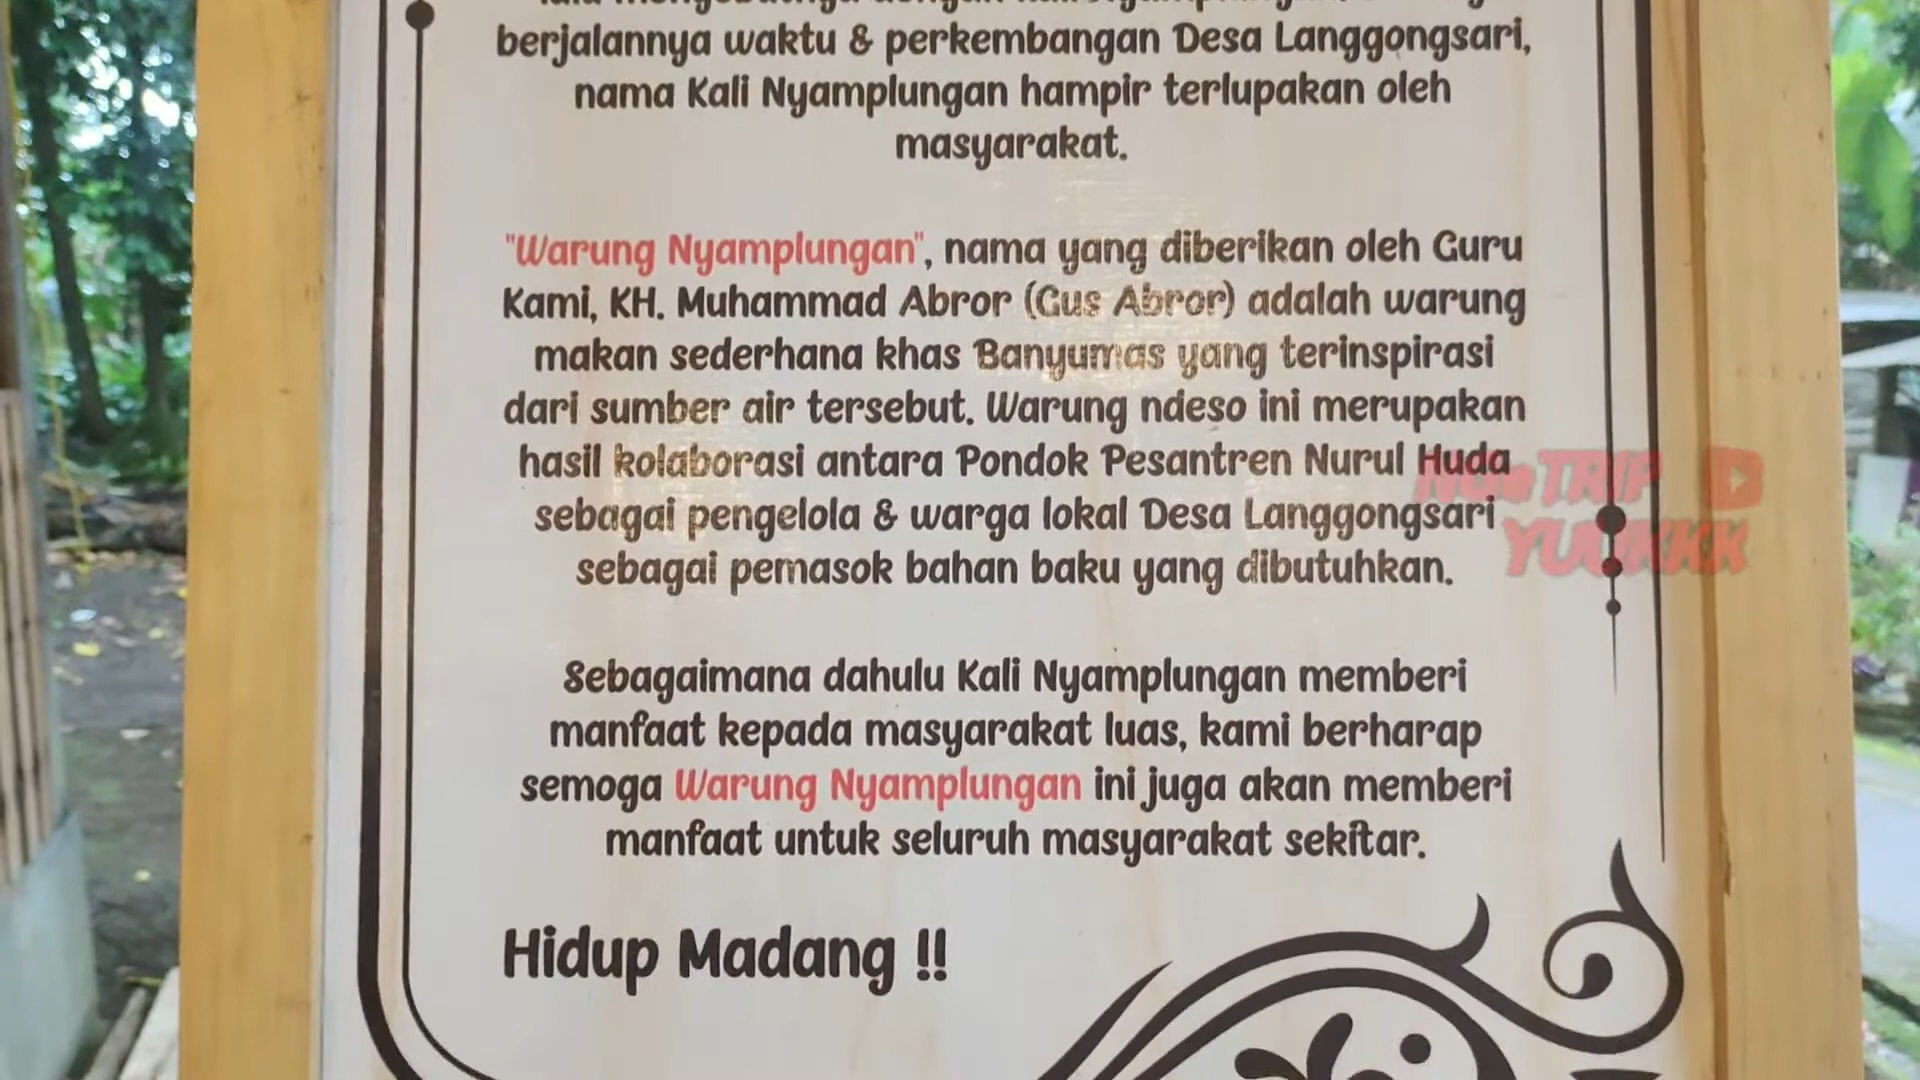 berjalannya waktu & perkembangan Desa Langgongsari,
nama Kali Nyamplungan hampir terlupakan oleh
masyarakat.
"Warung Nyamplungan", nama yang diberikan oleh Guru
Kami, KH. Muhammad Abror (Gus Abror) adalah warung
makan sederhana khas Banyumas yang terinspirasi
dari sumber air tersebut. Warung ndeso ini merupakan
hasil kolaborasi antara Pondok Pesantren Nurul Huda
sebagai pengelola & warga lokal Desa Langgongsari
sebagai pemasok bahan baku yang dibutuhkan.
NGeTRIP
YUUKKK
Sebagaimana dahulu Kali Nyamplungan memberi
manfaat kepada masyarakat luas, kami berharap
semoga Warung Nyamplungan ini juga akan memberi
manfaat untuk seluruh masyarakat sekitar.
Hidup Madang !!